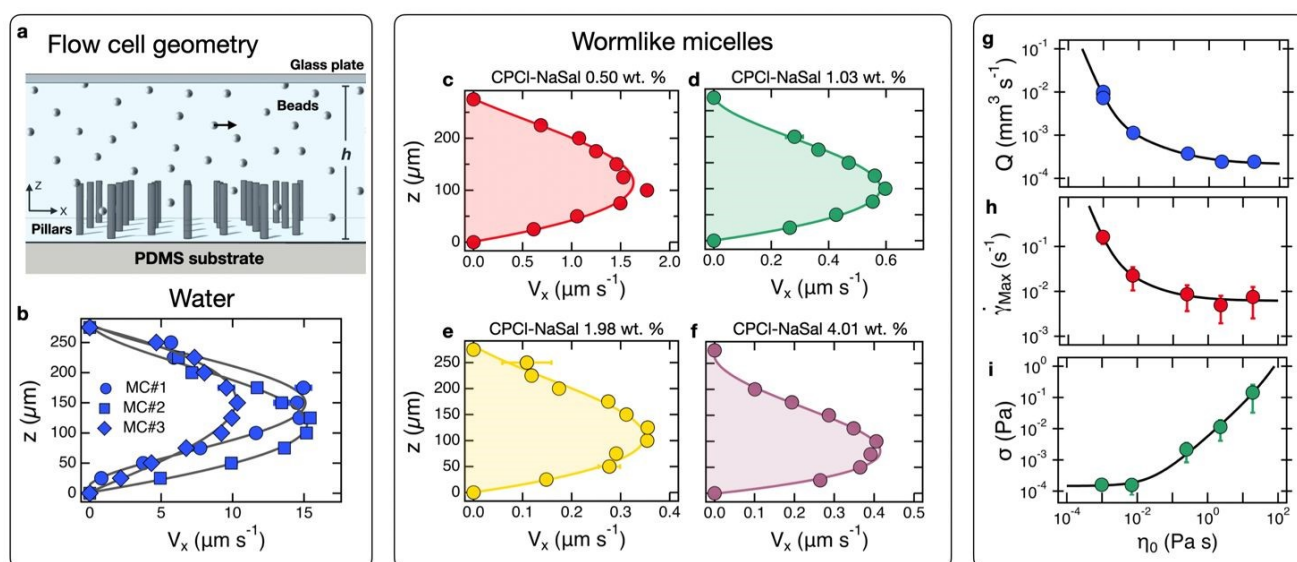 a
Flow cell geometry
Glass plate
Beads
h
z
x
Pillars
PDMS substrate
Water
b
z (µm)
250
200
150
100
50
0
MC#1
MC#2
MC#3
0
5
10
15
Vx (µm s⁻¹)
Wormlike micelles
c
CPCl-NaSal 0.50 wt. %
z (µm)
200
100
0
0.0
0.5
1.0
1.5
2.0
Vx (µm s⁻¹)
d
CPCl-NaSal 1.03 wt. %
0.0
0.2
0.4
0.6
Vx (µm s⁻¹)
e
CPCl-NaSal 1.98 wt. %
z (µm)
250
200
150
100
50
0
0.0
0.1
0.2
0.3
0.4
Vx (µm s⁻¹)
f
CPCl-NaSal 4.01 wt. %
0.0
0.1
0.2
0.3
0.4
0.5
Vx (µm s⁻¹)
g
Q (mm³ s⁻¹)
10⁻¹
10⁻²
10⁻³
10⁻⁴
h
γ̇Max (s⁻¹)
10⁻¹
10⁻²
10⁻³
i
σ (Pa)
10⁰
10⁻¹
10⁻²
10⁻³
10⁻⁴
10⁻⁴
10⁻²
10⁰
10²
η₀ (Pa s)